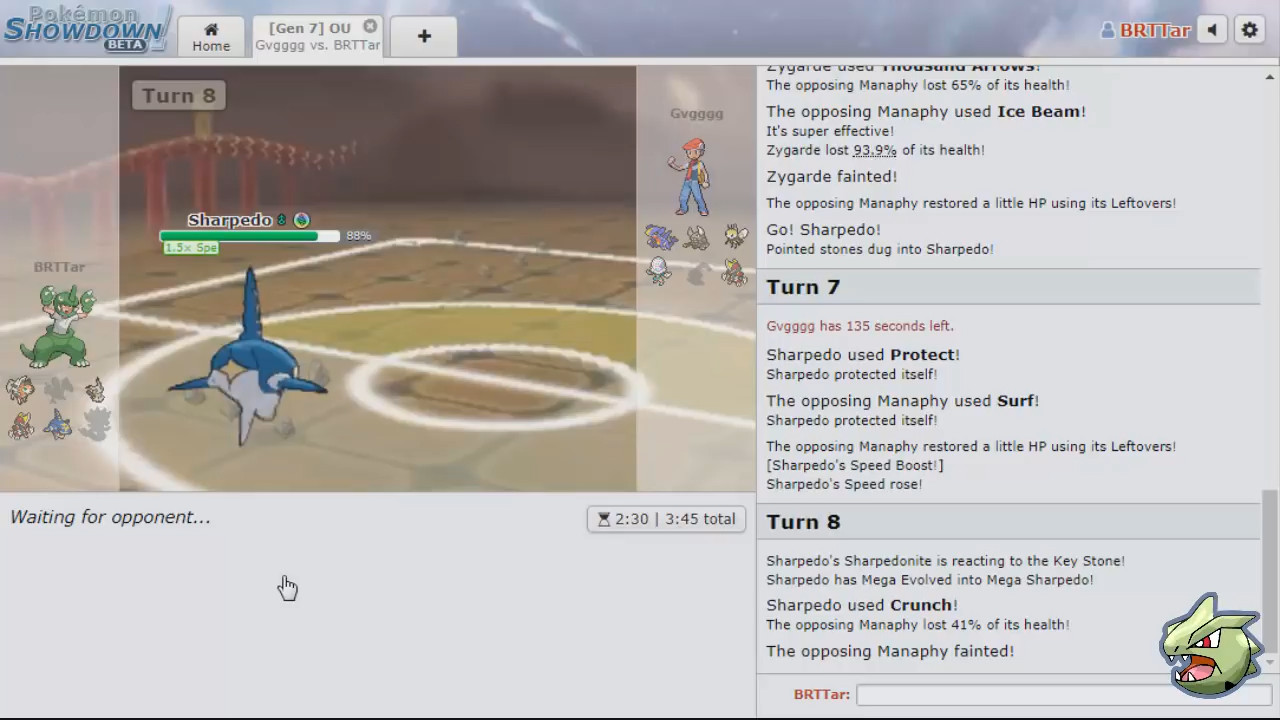 Pokémon
SHOWDOWN
BETA
Home
[Gen 7] OU
Gvgggg vs. BRTTar
+
BRTTar
Turn 8
Gvgggg
Sharpedo
88%
1.5x Spe
BRTTar
Waiting for opponent...
2:30 | 3:45 total
Zygarde used Thousand Arrows!
The opposing Manaphy lost 65% of its health!
The opposing Manaphy used Ice Beam!
It's super effective!
Zygarde lost 93.9% of its health!
Zygarde fainted!
The opposing Manaphy restored a little HP using its Leftovers!
Go! Sharpedo!
Pointed stones dug into Sharpedo!
Turn 7
Gvgggg has 135 seconds left.
Sharpedo used Protect!
Sharpedo protected itself!
The opposing Manaphy used Surf!
Sharpedo protected itself!
The opposing Manaphy restored a little HP using its Leftovers!
[Sharpedo's Speed Boost!]
Sharpedo's Speed rose!
Turn 8
Sharpedo's Sharpedonite is reacting to the Key Stone!
Sharpedo has Mega Evolved into Mega Sharpedo!
Sharpedo used Crunch!
The opposing Manaphy lost 41% of its health!
The opposing Manaphy fainted!
BRTTar: